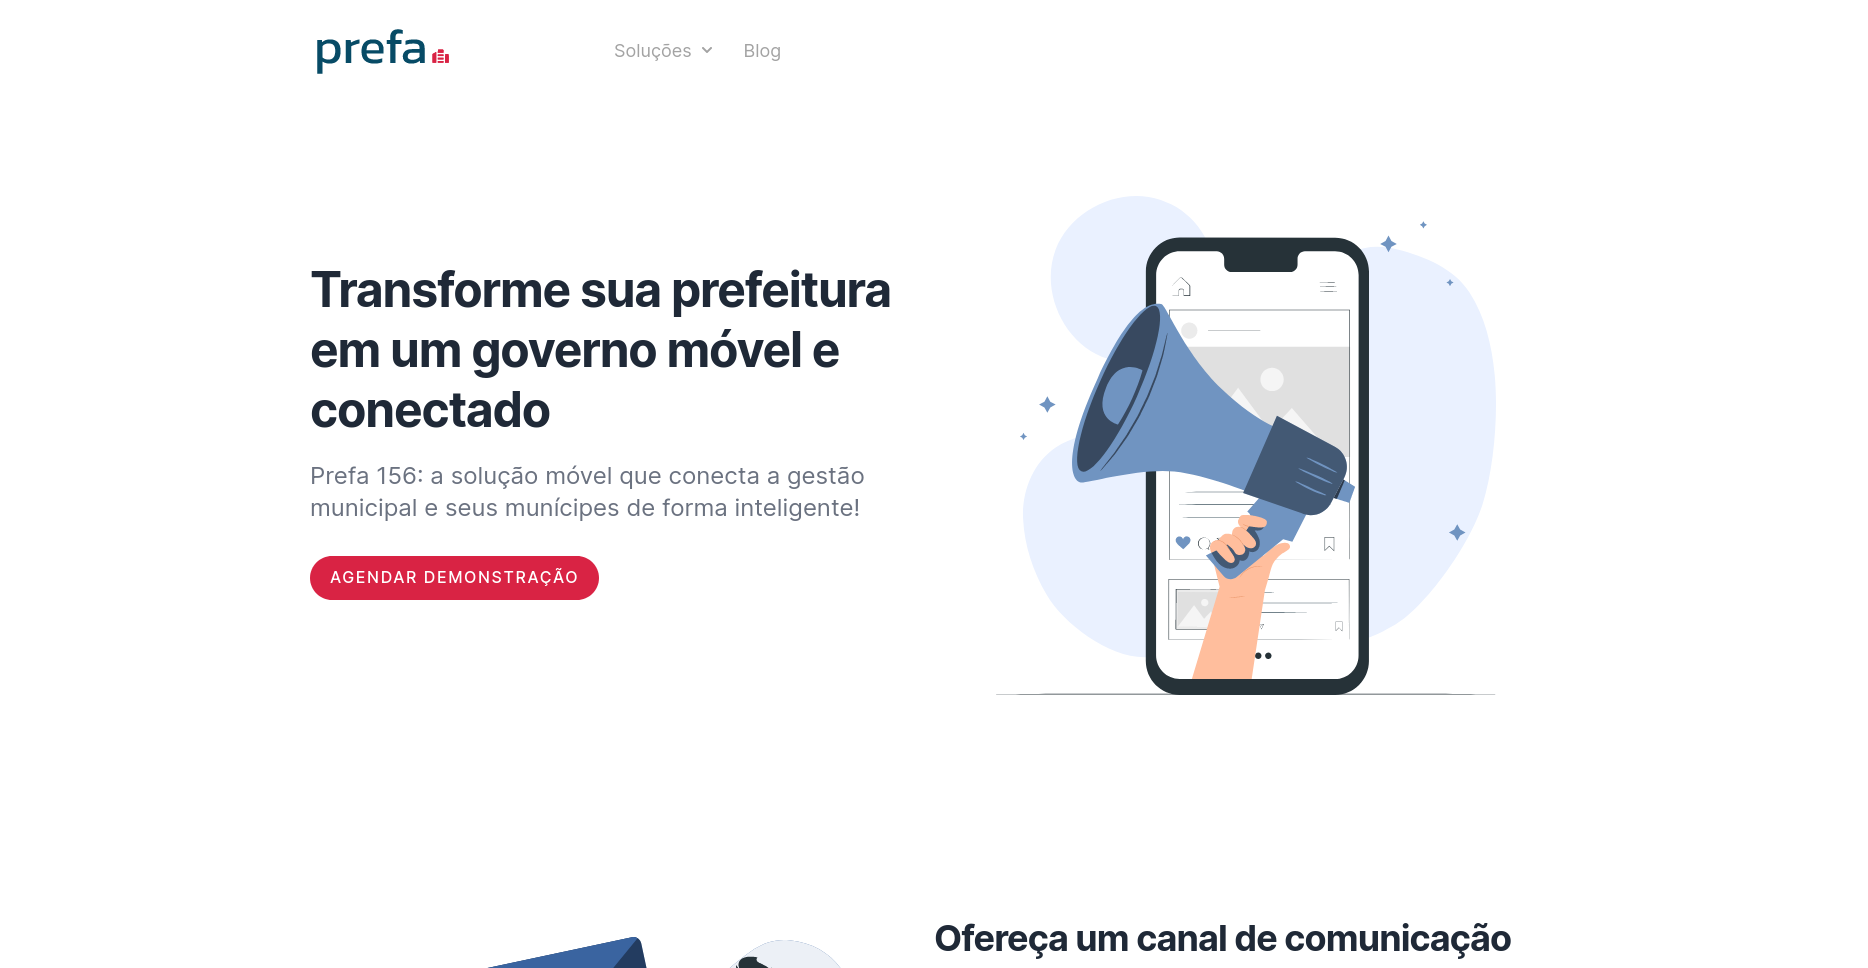 prefa
Soluções
Blog
Transforme sua prefeitura
em um governo móvel e
conectado
Prefa 156: a solução móvel que conecta a gestão
municipal e seus munícipes de forma inteligente!
AGENDAR DEMONSTRAÇÃO
Ofereça um canal de comunicação